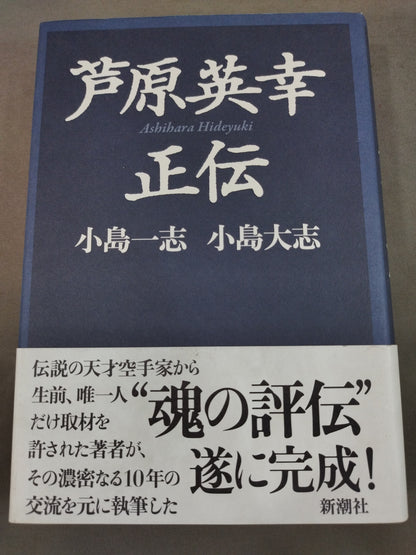 芦原英幸
Ashihara Hideyuki
正伝
小島一志 小島大志
伝説の天才空手家から
生前、唯一人
だけ取材を
許された著者が、
その濃密なる10年の
交流を元に執筆した
“魂の評伝”
遂に完成!
新潮社